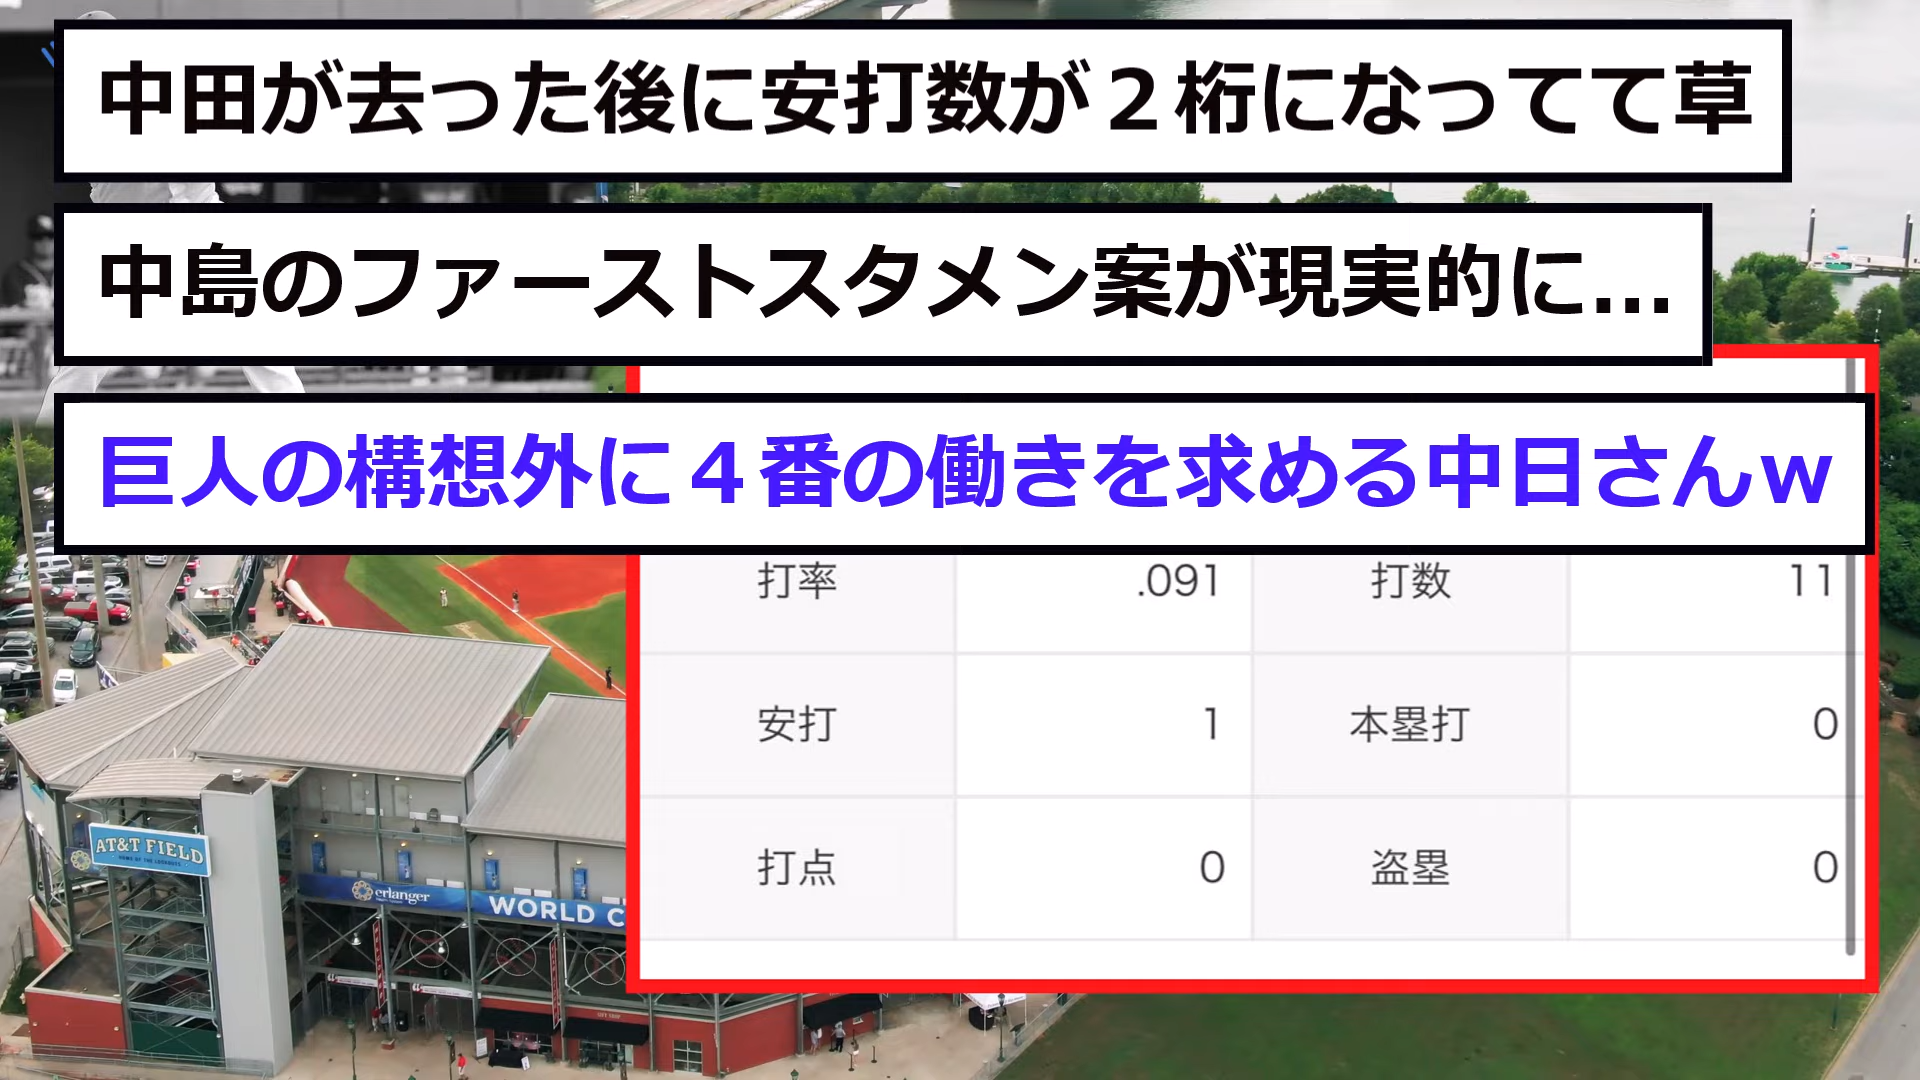 中田が去った後に安打数が２桁になってて草
中島のファーストスタメン案が現実的に…
巨人の構想外に４番の働きを求める中日さんｗ
打率 .091 打数 11
安打 1 本塁打 0
打点 0 盗塁 0
AT&T FIELD
HOME OF THE LOOKOUTS
erlanger
WORLD C